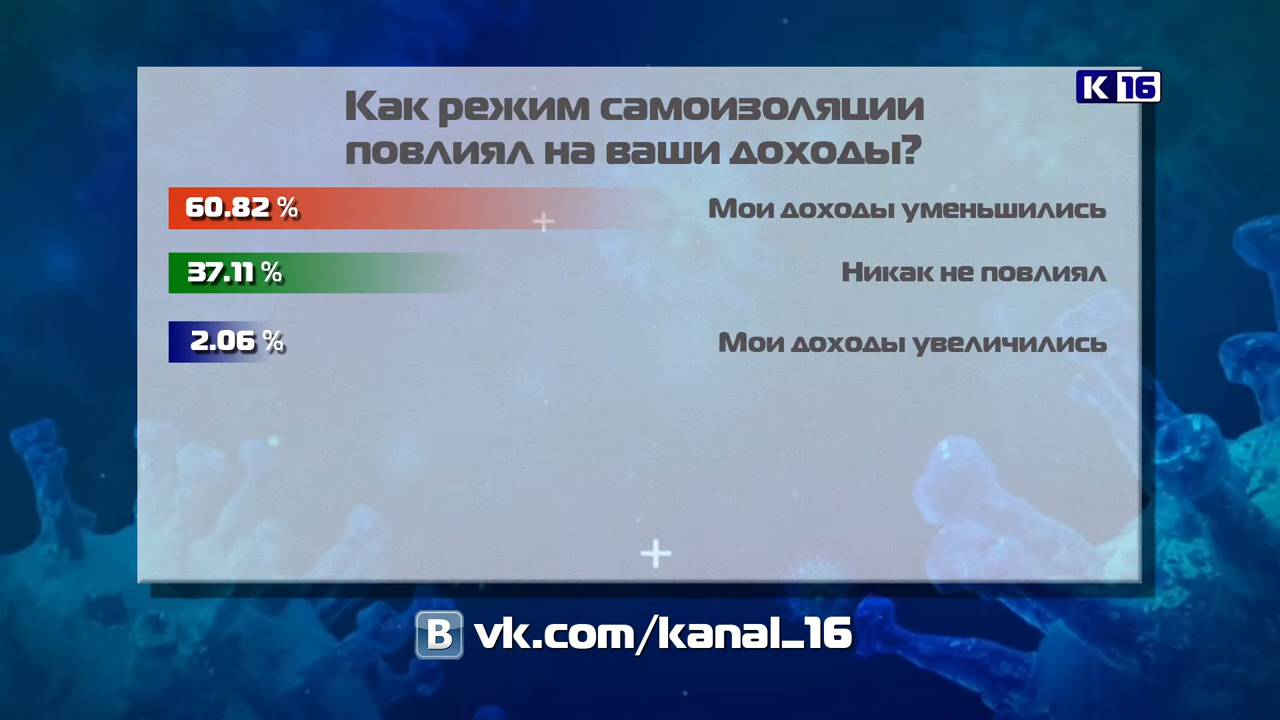 К 16
Как режим самоизоляции
повлиял на ваши доходы?
60.82 % Мои доходы уменьшились
37.11 % Никак не повлиял
2.06 % Мои доходы увеличились
В vk.com/kanal_16